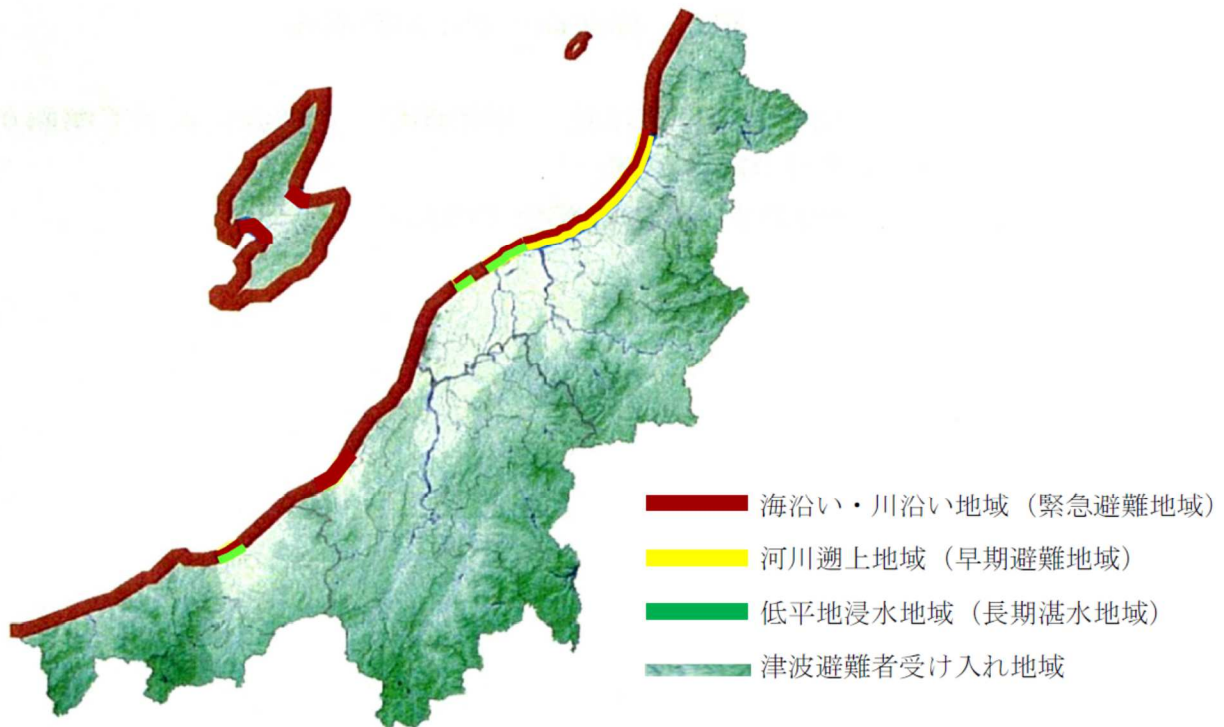 海沿い・川沿い地域（緊急避難地域）
河川遡上地域（早期避難地域）
低平地浸水地域（長期湛水地域）
津波避難者受け入れ地域